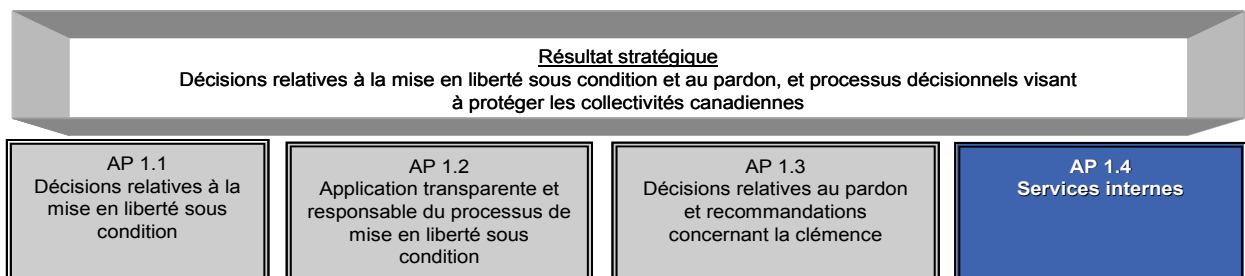 Résultat stratégique
Décisions relatives à la mise en liberté sous condition et au pardon, et processus décisionnels visant
à protéger les collectivités canadiennes
AP 1.1
Décisions relatives à la
mise en liberté sous
condition
AP 1.2
Application transparente et
responsable du processus de
mise en liberté sous
condition
AP 1.3
Décisions relatives au pardon
et recommandations
concernant la clémence
AP 1.4
Services internes